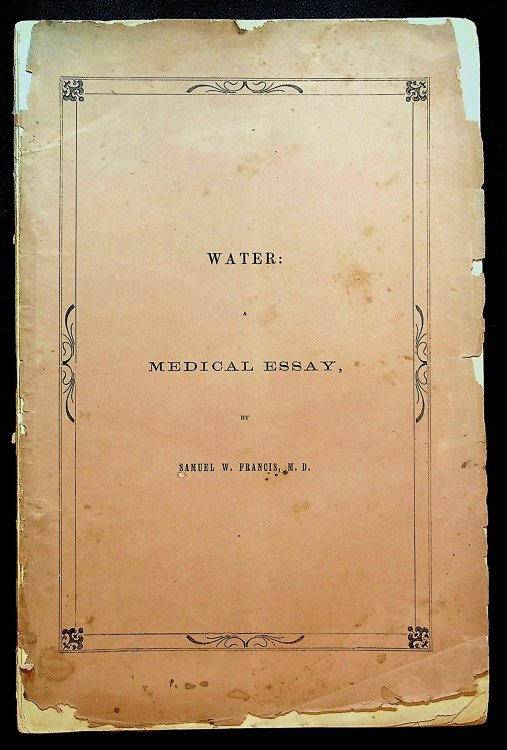 WATER:
A
MEDICAL ESSAY,
BY
SAMUEL W. FRANCIS, M. D.